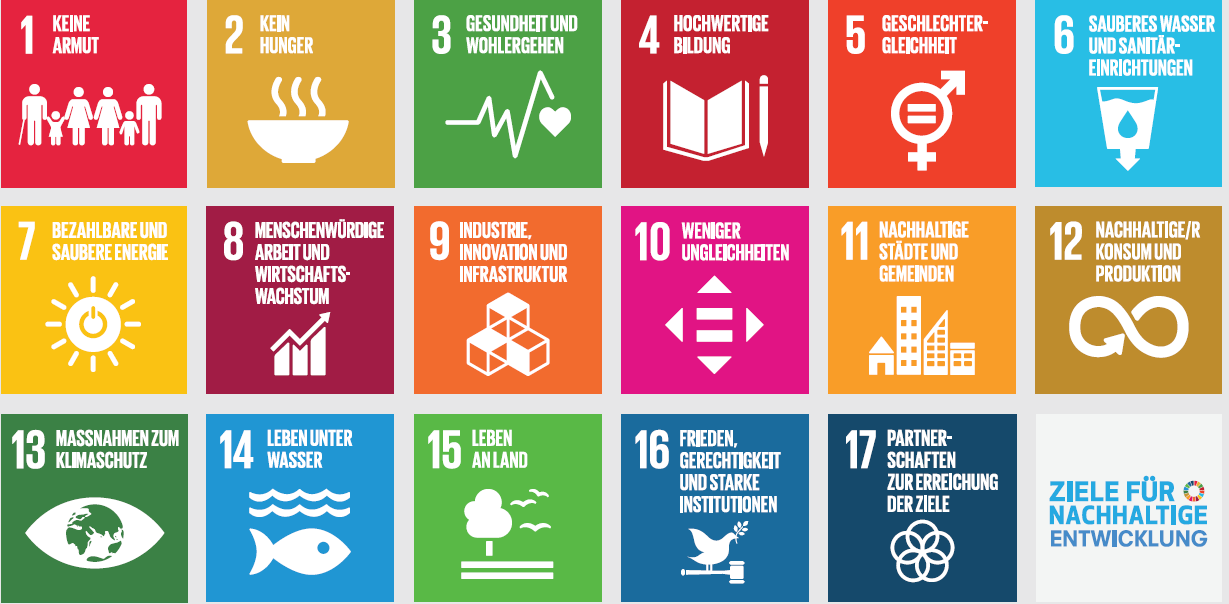 1 KEINE
ARMUT
2 KEIN
HUNGER
3 GESUNDHEIT UND
WOHLERGEHEN
4 HOCHWERTIGE
BILDUNG
5 GESCHLECHTER-
GLEICHHEIT
6 SAUBERES WASSER
UND SANITÄR-
EINRICHTUNGEN
7 BEZAHLBARE UND
SAUBERE ENERGIE
8 MENSCHENWÜRDIGE
ARBEIT UND
WIRTSCHAFTS-
WACHSTUM
9 INDUSTRIE,
INNOVATION UND
INFRASTRUKTUR
10 WENIGER
UNGLEICHHEITEN
11 NACHHALTIGE
STÄDTE UND
GEMEINDEN
12 NACHHALTIGE/R
KONSUM UND
PRODUKTION
13 MASSNAHMEN ZUM
KLIMASCHUTZ
14 LEBEN UNTER
WASSER
15 LEBEN
AN LAND
16 FRIEDEN,
GERECHTIGKEIT
UND STARKE
INSTITUTIONEN
17 PARTNER-
SCHAFTEN
ZUR ERREICHUNG
DER ZIELE
ZIELE FÜR
NACHHALTIGE
ENTWICKLUNG